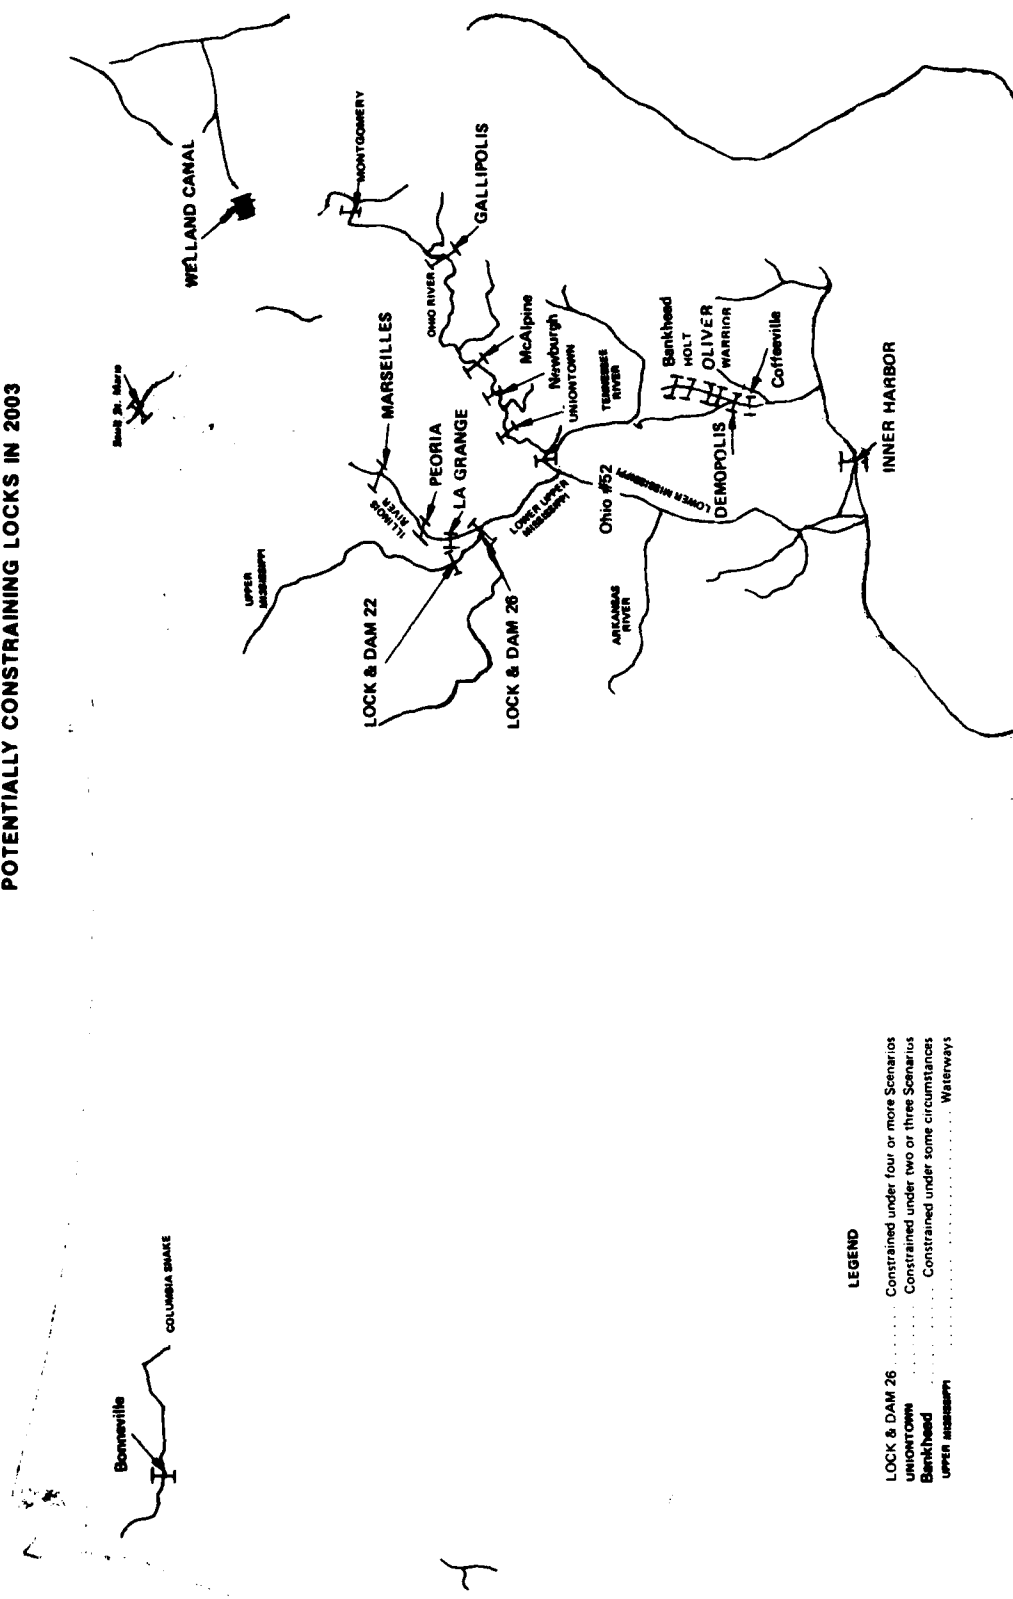 POTENTIALLY CONSTRAINING LOCKS IN 2003
Bonneville
COLUMBIA SNAKE
Sault St. Marie
WELLAND CANAL
UPPER
MISSISSIPPI
MARSEILLES
MONTGOMERY
ILLINOIS
RIVER
PEORIA
LA GRANGE
OHIO RIVER
GALLIPOLIS
LOCK & DAM 22
LOCK & DAM 26
LOWER UPPER
MISSISSIPPI
McAlpine
Newburgh
UNIONTOWN
Ohio #52
TENNESSEE
RIVER
LOWER MISSISSIPPI
ARKANSAS
RIVER
Bankhead
HOLT
OLIVER
WARRIOR
DEMOPOLIS
Coffeeville
INNER HARBOR
LEGEND
LOCK & DAM 26 ....... Constrained under four or more Scenarios
UNIONTOWN ....... Constrained under two or three Scenarios
Bankhead ....... Constrained under some circumstances
UPPER MISSISSIPPI ....... Waterways